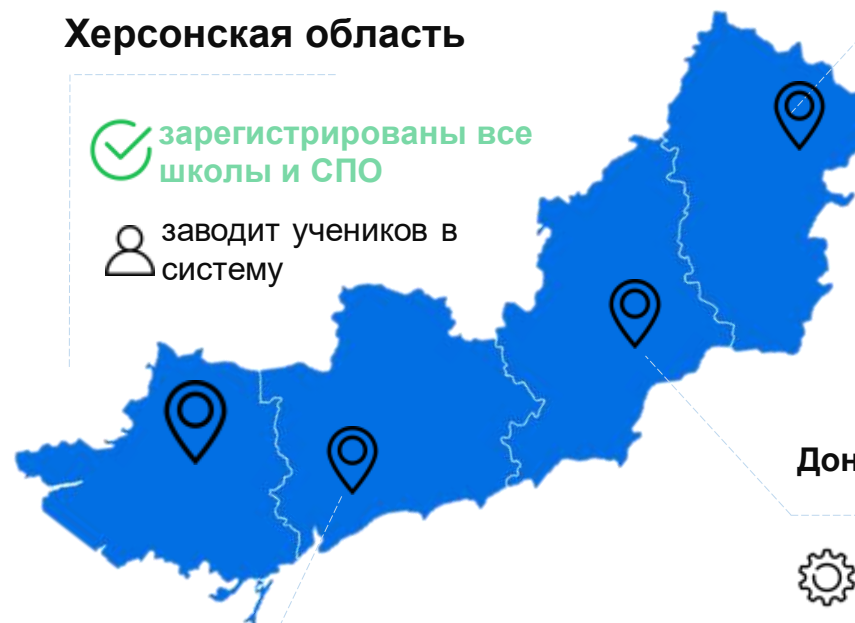 Херсонская область
зарегистрированы все
школы и СПО
заводит учеников в
систему
Дон